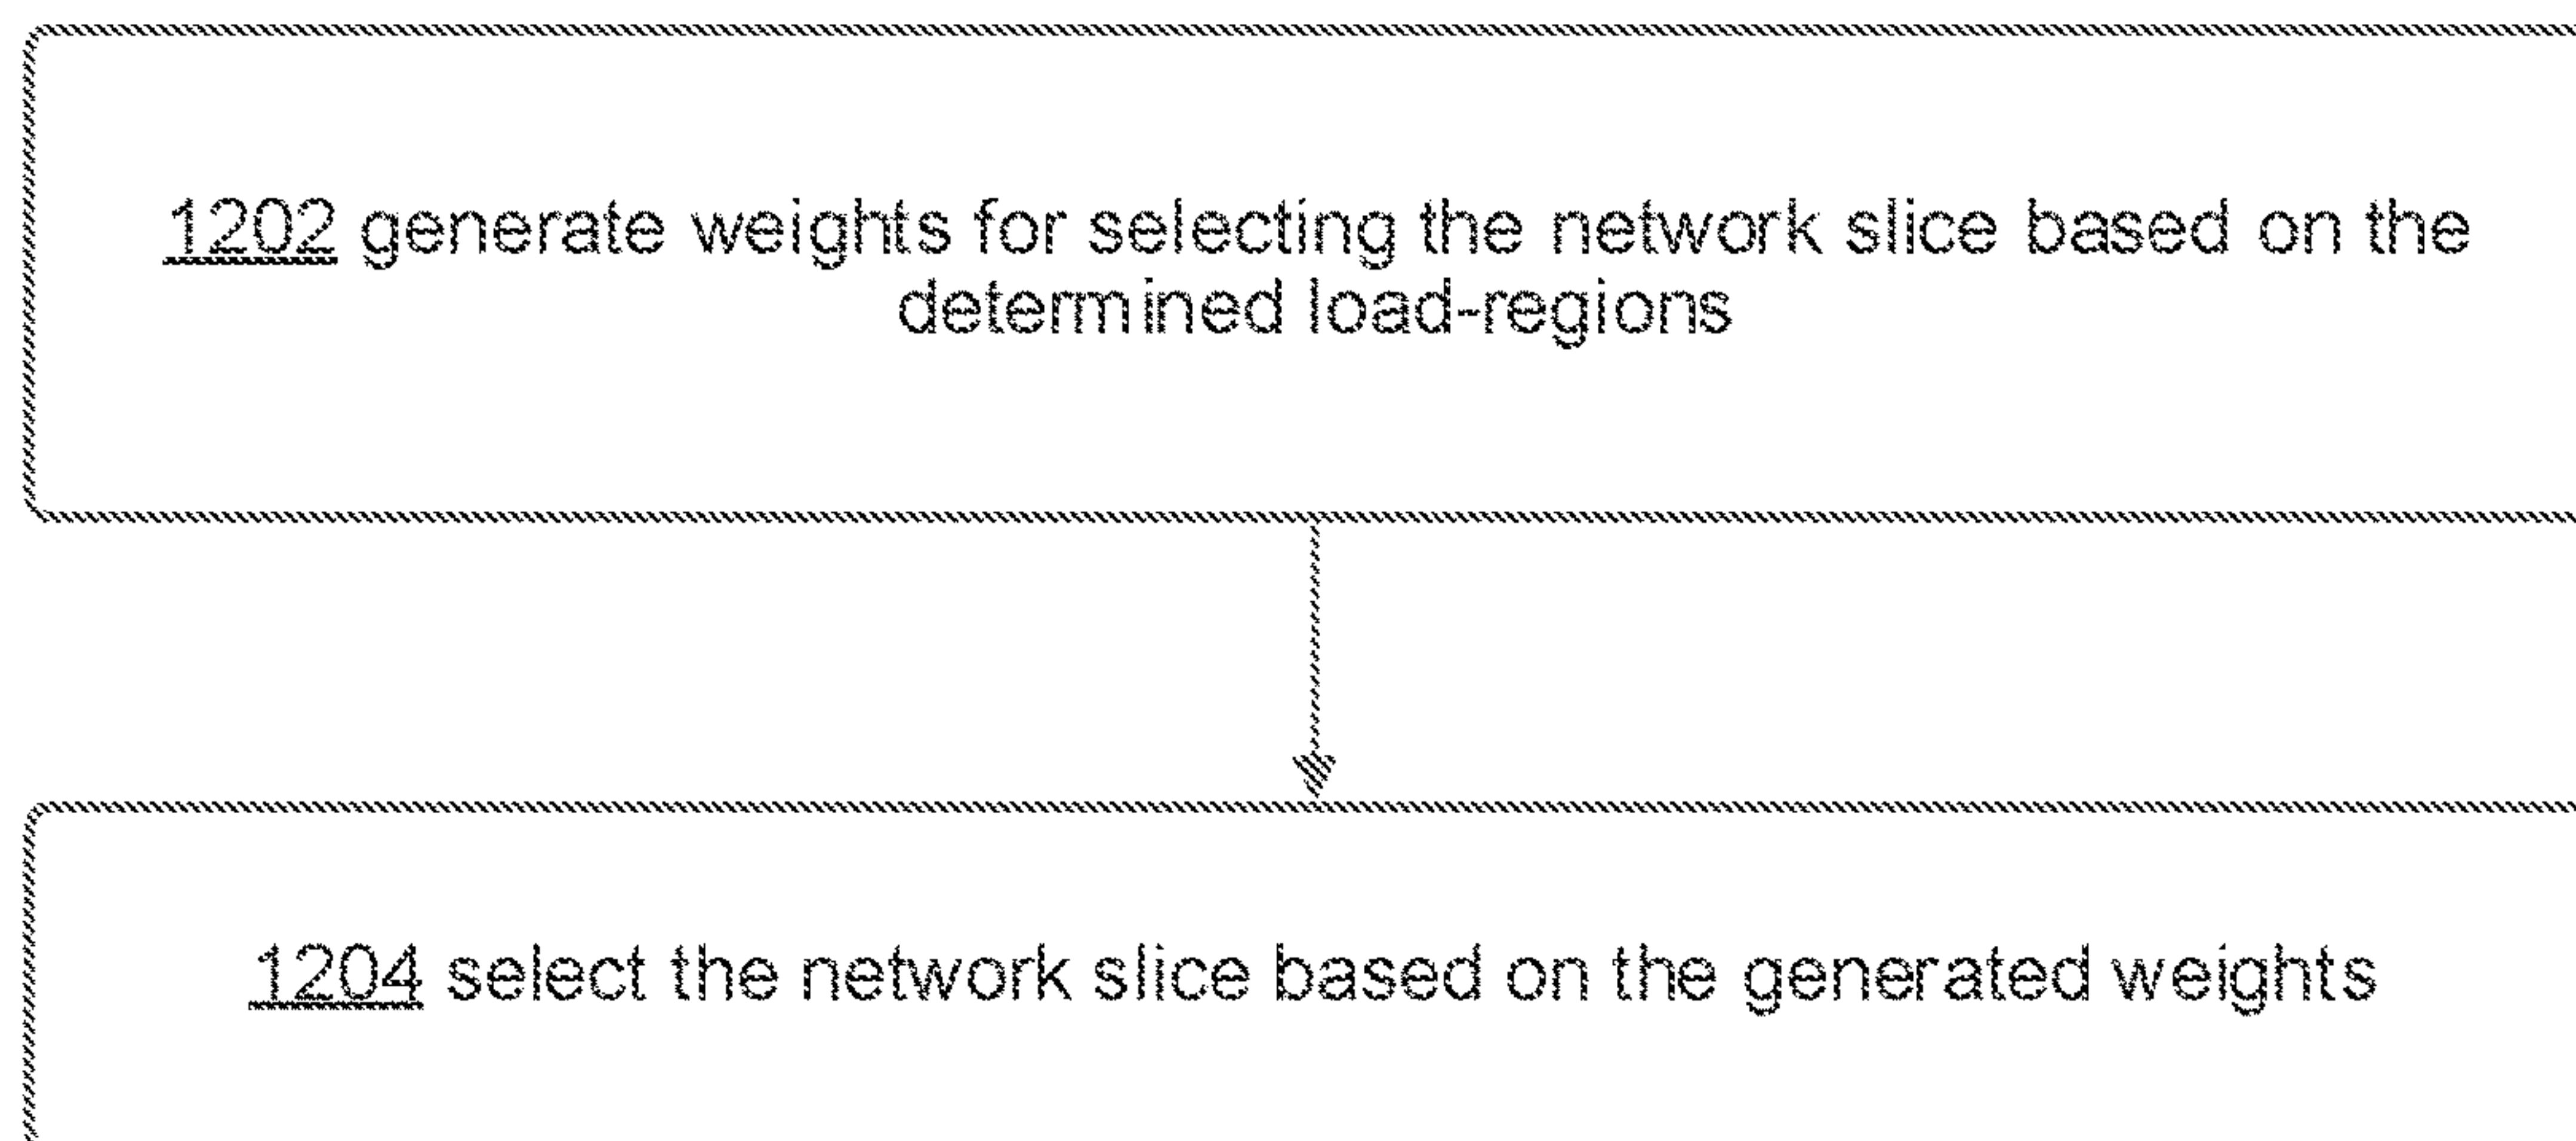 1202 generate weights for selecting the network slice based on the
determined load-regions
1204 select the network slice based on the generated weights